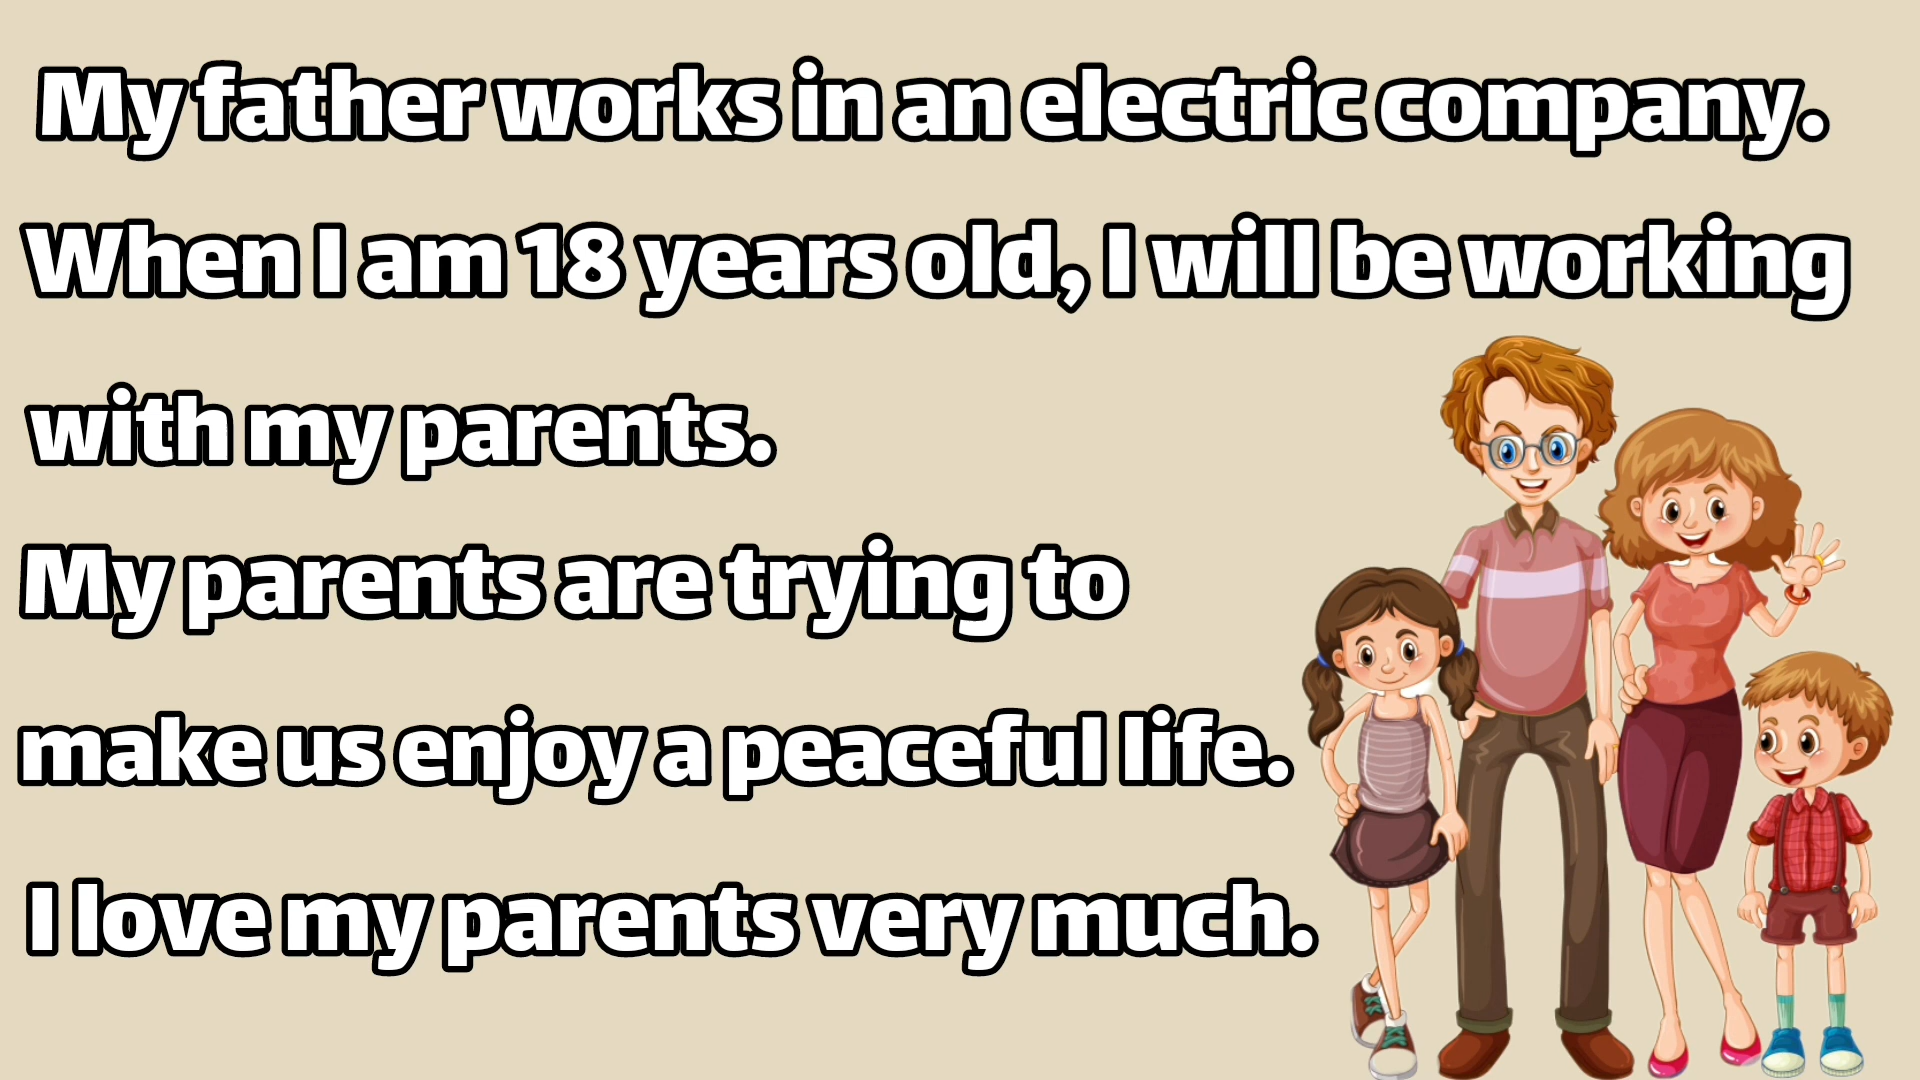 My father works in an electric company.
When I am 18 years old, I will be working
with my parents.
My parents are trying to
make us enjoy a peaceful life.
I love my parents very much.